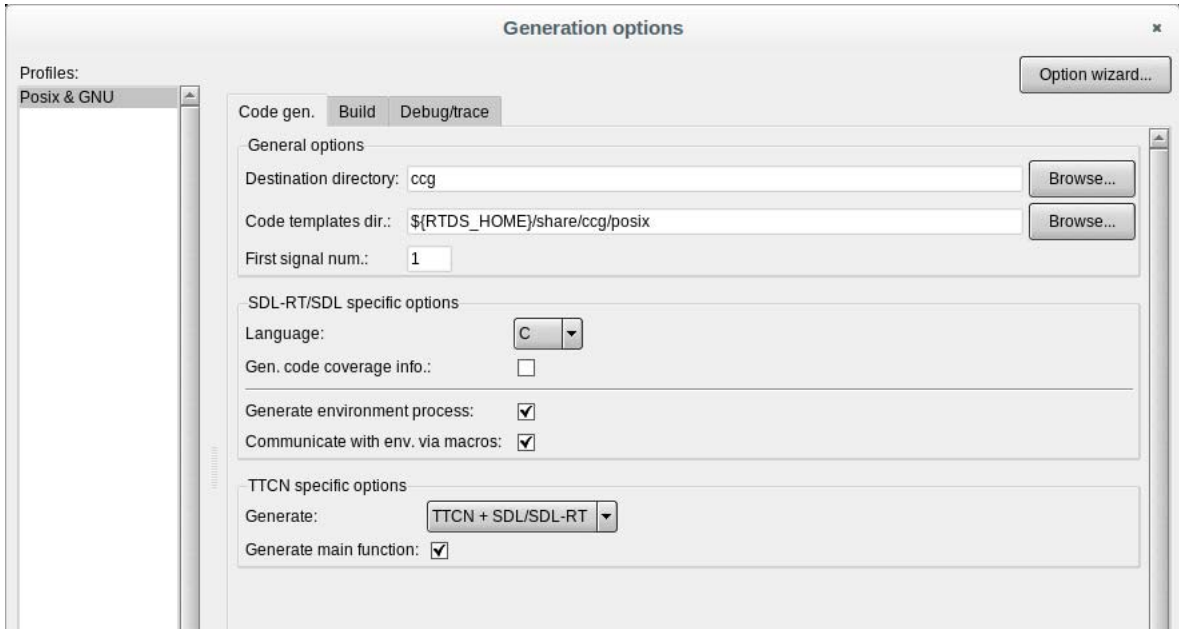 Generation options
Profiles:
Option wizard...
Posix & GNU
Code gen. Build Debug/trace
General options
Destination directory: ccg Browse...
Code templates dir.: ${RTDS_HOME}/share/ccg/posix Browse...
First signal num.: 1
SDL-RT/SDL specific options
Language: C
Gen. code coverage info.:
Generate environment process:
Communicate with env. via macros:
TTCN specific options
Generate: TTCN + SDL/SDL-RT
Generate main function: